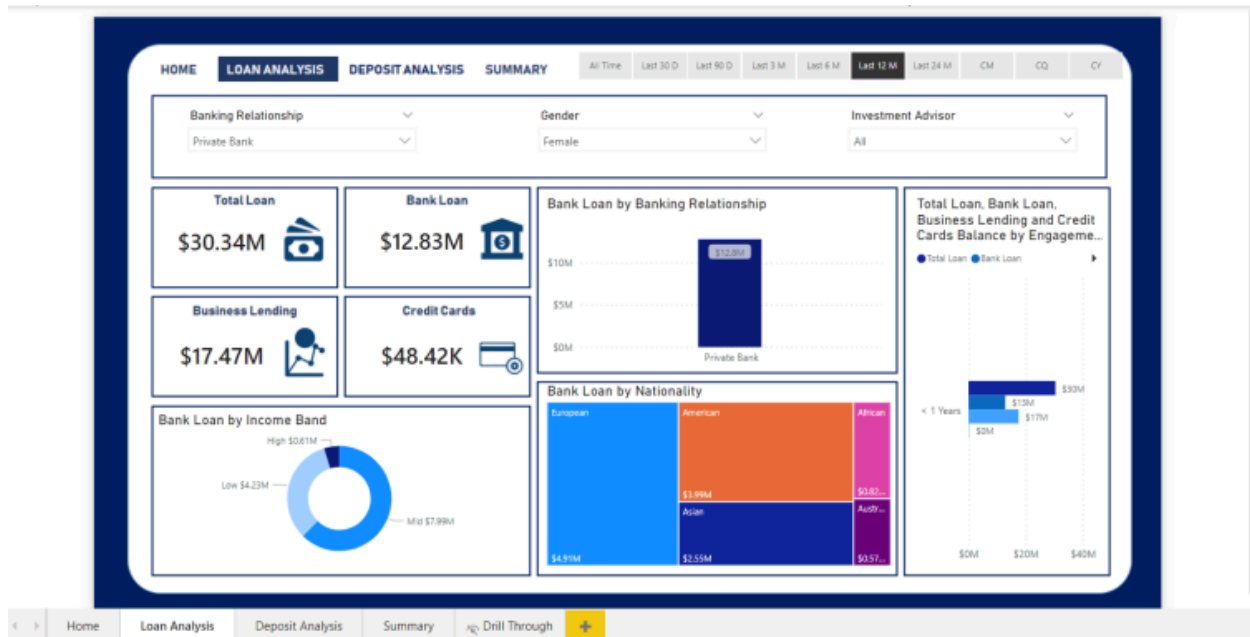 HOME LOAN ANALYSIS DEPOSIT ANALYSIS SUMMARY
All Time Last 30 D Last 90 D Last 3 M Last 6 M Last 12 M Last 24 M CM CQ CY
Banking Relationship
Private Bank
Gender
Female
Investment Advisor
All
Total Loan
$30.34M
Bank Loan
$12.83M
Business Lending
$17.47M
Credit Cards
$48.42K
Bank Loan by Income Band
High $0.61M
Low $4.23M
Mid $7.99M
Bank Loan by Banking Relationship
$12.8M
$10M
$5M
$0M
Private Bank
Bank Loan by Nationality
European
$4.91M
American
$3.99M
Asian
$2.55M
African
$0.82...
Austr...
$0.57...
Total Loan, Bank Loan,
Business Lending and Credit
Cards Balance by Engageme...
Total Loan Bank Loan
< 1 Years
$30M
$13M
$17M
$0M
$0M $20M $40M
Home Loan Analysis Deposit Analysis Summary Drill Through +